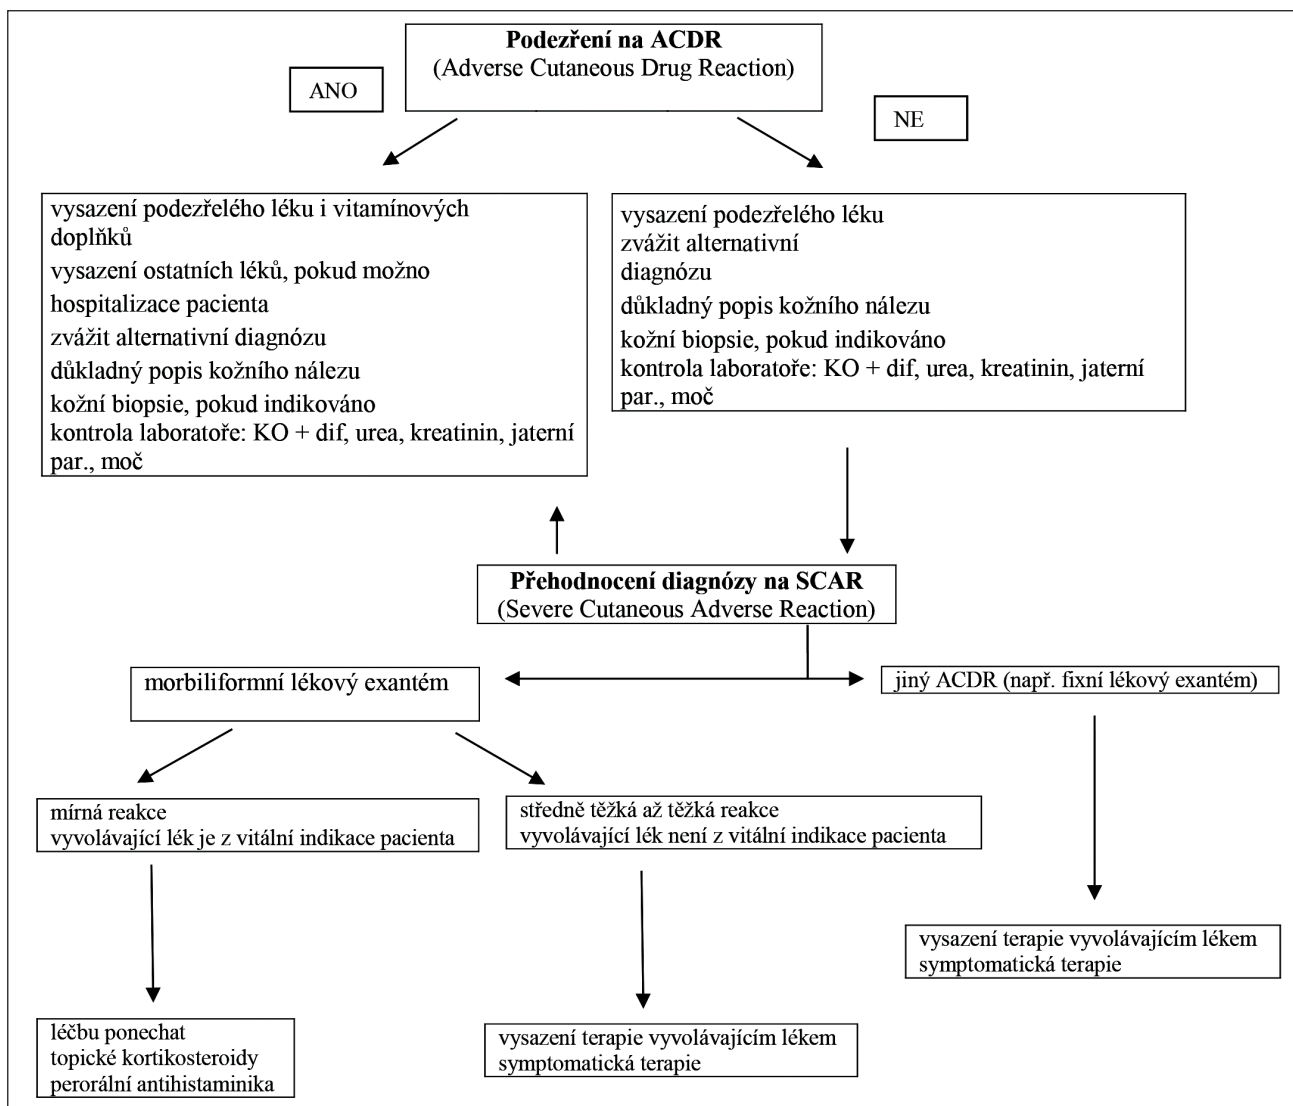 Podezření na ACDR
(Adverse Cutaneous Drug Reaction)
ANO
NE
vysazení podezřelého léku i vitamínových
doplňků
vysazení ostatních léků, pokud možno
hospitalizace pacienta
zvážit alternativní diagnózu
důkladný popis kožního nálezu
kožní biopsie, pokud indikováno
kontrola laboratoře: KO + dif, urea, kreatinin, jaterní
par., moč
vysazení podezřelého léku
zvážit alternativní
diagnózu
důkladný popis kožního nálezu
kožní biopsie, pokud indikováno
kontrola laboratoře: KO + dif, urea, kreatinin, jaterní
par., moč
Přehodnocení diagnózy na SCAR
(Severe Cutaneous Adverse Reaction)
morbiliformní lékový exantém
jiný ACDR (např. fixní lékový exantém)
mírná reakce
vyvolávající lék je z vitální indikace pacienta
středně těžká až těžká reakce
vyvolávající lék není z vitální indikace pacienta
vysazení terapie vyvolávajícím lékem
symptomatická terapie
léčbu ponechat
topické kortikosteroidy
perorální antihistaminika
vysazení terapie vyvolávajícím lékem
symptomatická terapie